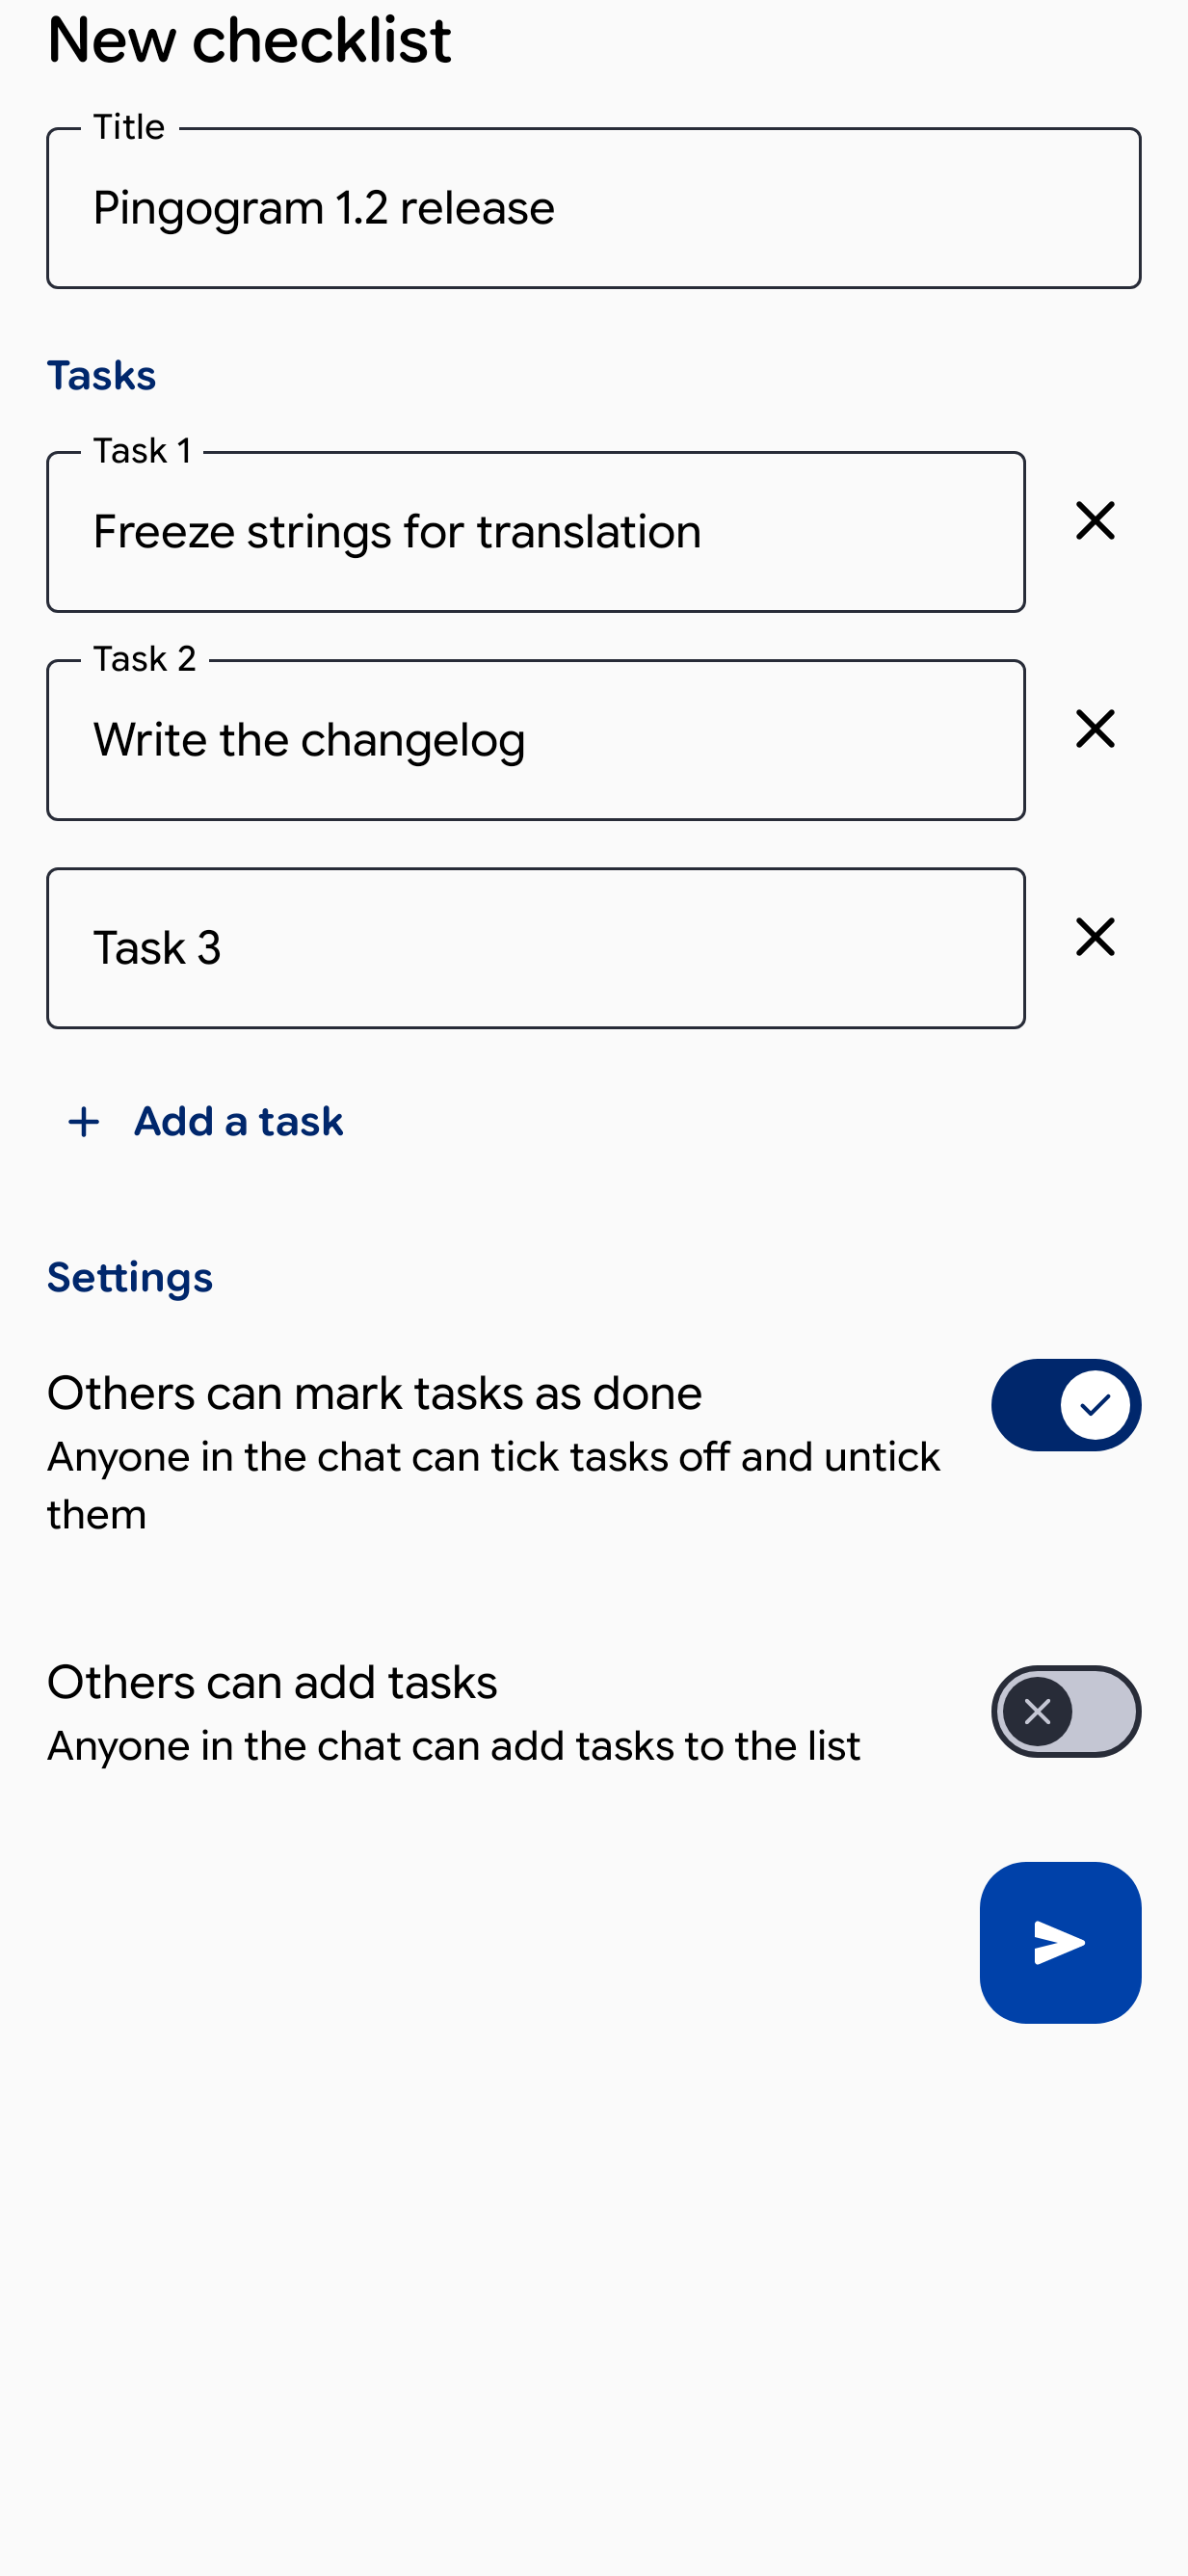 New checklist
Title
Pingogram 1.2 release
Tasks
Task 1
Freeze strings for translation
Task 2
Write the changelog
Task 3
Add a task
Settings
Others can mark tasks as done
Anyone in the chat can tick tasks off and untick
them
Others can add tasks
Anyone in the chat can add tasks to the list